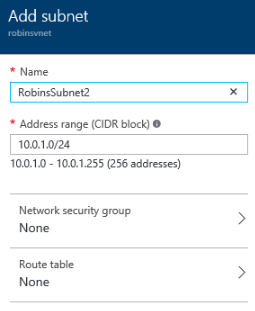 Add subnet
robinsvnet
* Name
RobinsSubnet2
* Address range (CIDR block)
10.0.1.0/24
10.0.1.0 - 10.0.1.255 (256 addresses)
Network security group
None
Route table
None